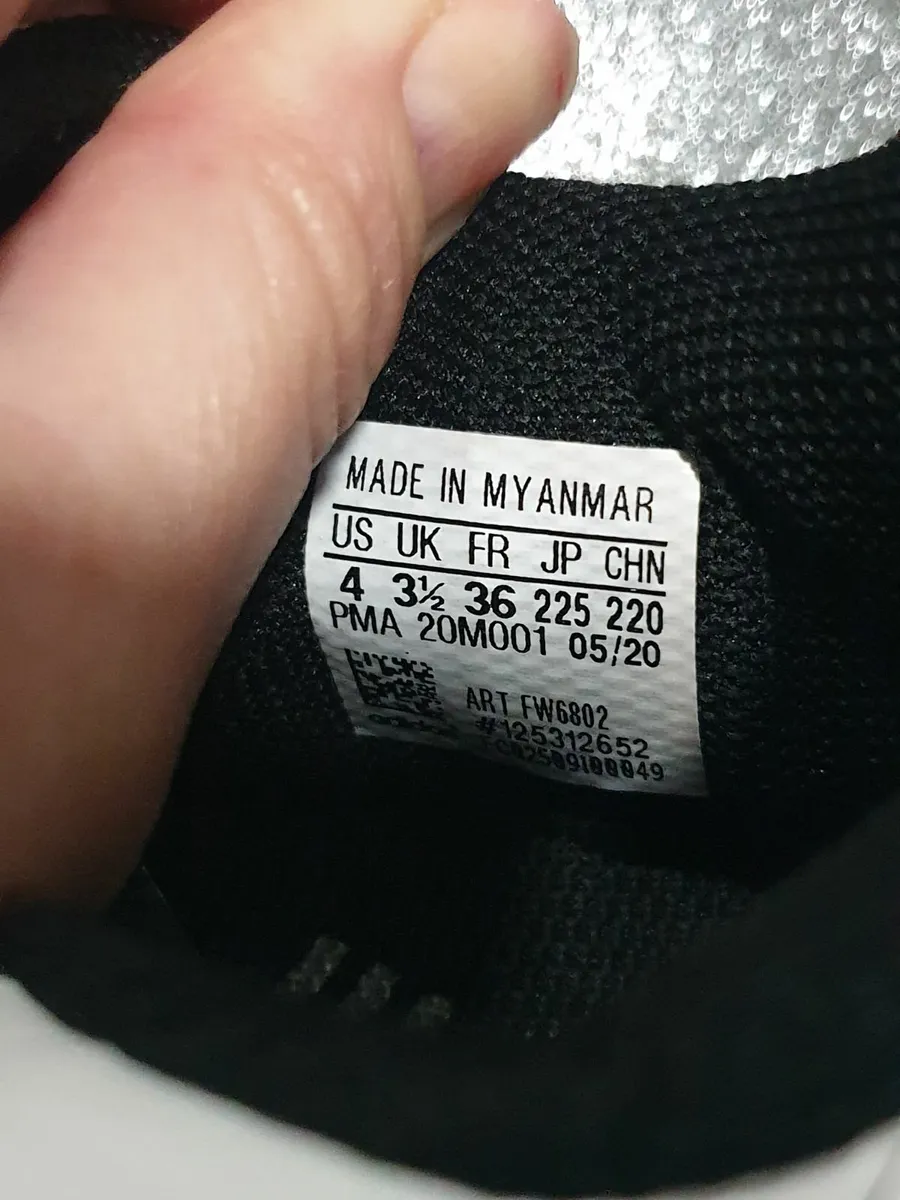 MADE IN MYANMAR
US UK FR JP CHN
4 3½ 36 225 220
PMA 20M001 05/20
ART FW6802
#125312652